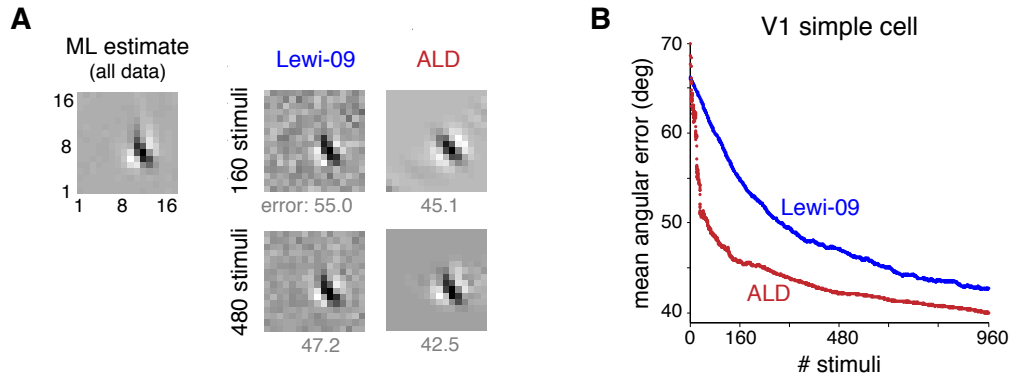 A
ML estimate
(all data)
16
8
1
1 8 16
Lewi-09 ALD
160 stimuli
error: 55.0 45.1
480 stimuli
47.2 42.5
B
V1 simple cell
mean angular error (deg)
70
60
50
40
Lewi-09
ALD
0 160 480 960
# stimuli